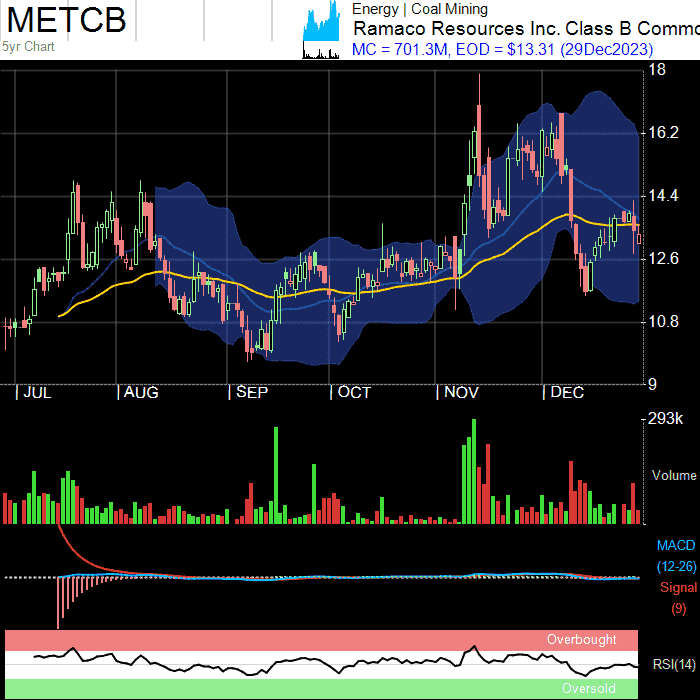 METCB
5yr Chart
Energy | Coal Mining
Ramaco Resources Inc. Class B Commo
MC = 701.3M, EOD = $13.31 (29Dec2023)
18
16.2
14.4
12.6
10.8
9
JUL AUG SEP OCT NOV DEC
293k
Volume
MACD
(12-26)
Signal
(9)
Overbought
RSI(14)
Oversold